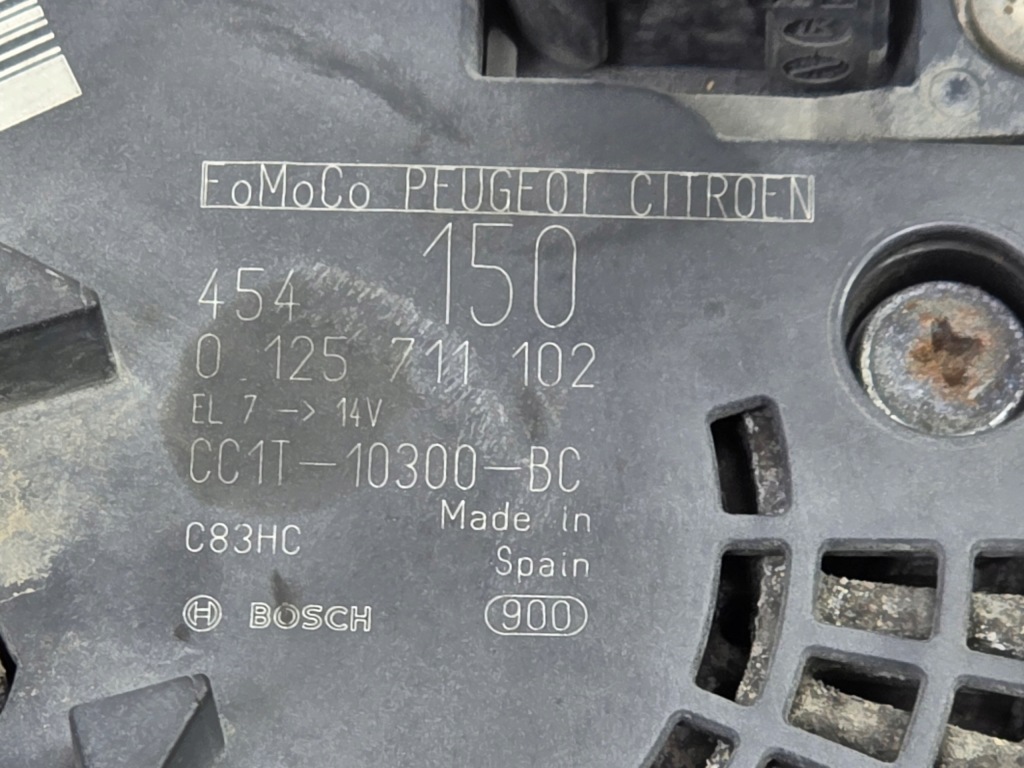 FoMoCo PEUGEOT CITROEN
150
454
0 125 711 102
EL 7 -> 14V
CC1T-10300-BC
Made in
Spain
C83HC
H BOSCH
900